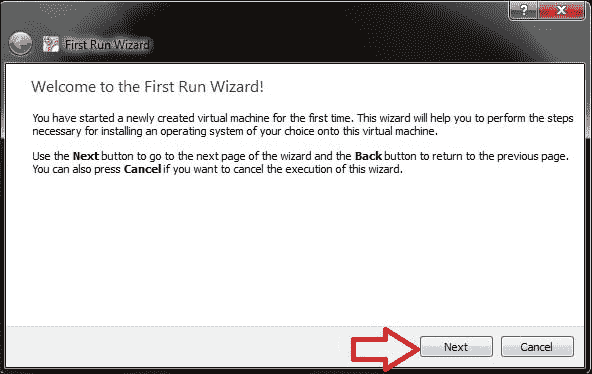 First Run Wizard
Welcome to the First Run Wizard!
You have started a newly created virtual machine for the first time. This wizard will help you to perform the steps
necessary for installing an operating system of your choice onto this virtual machine.
Use the Next button to go to the next page of the wizard and the Back button to return to the previous page.
You can also press Cancel if you want to cancel the execution of this wizard.
Next Cancel